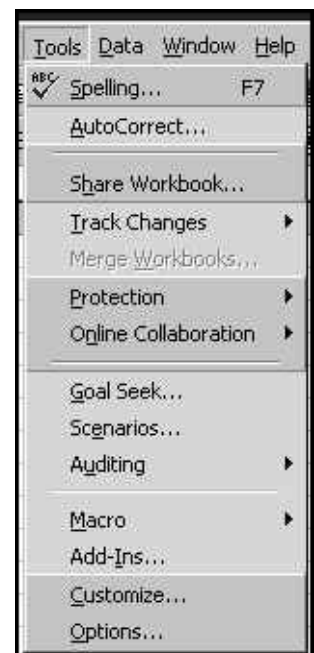 Tools Data Window Help
ABC Spelling... F7
AutoCorrect...
Share Workbook...
Track Changes
Merge Workbooks...
Protection
Online Collaboration
Goal Seek...
Scenarios...
Auditing
Macro
Add-Ins...
Customize...
Options...